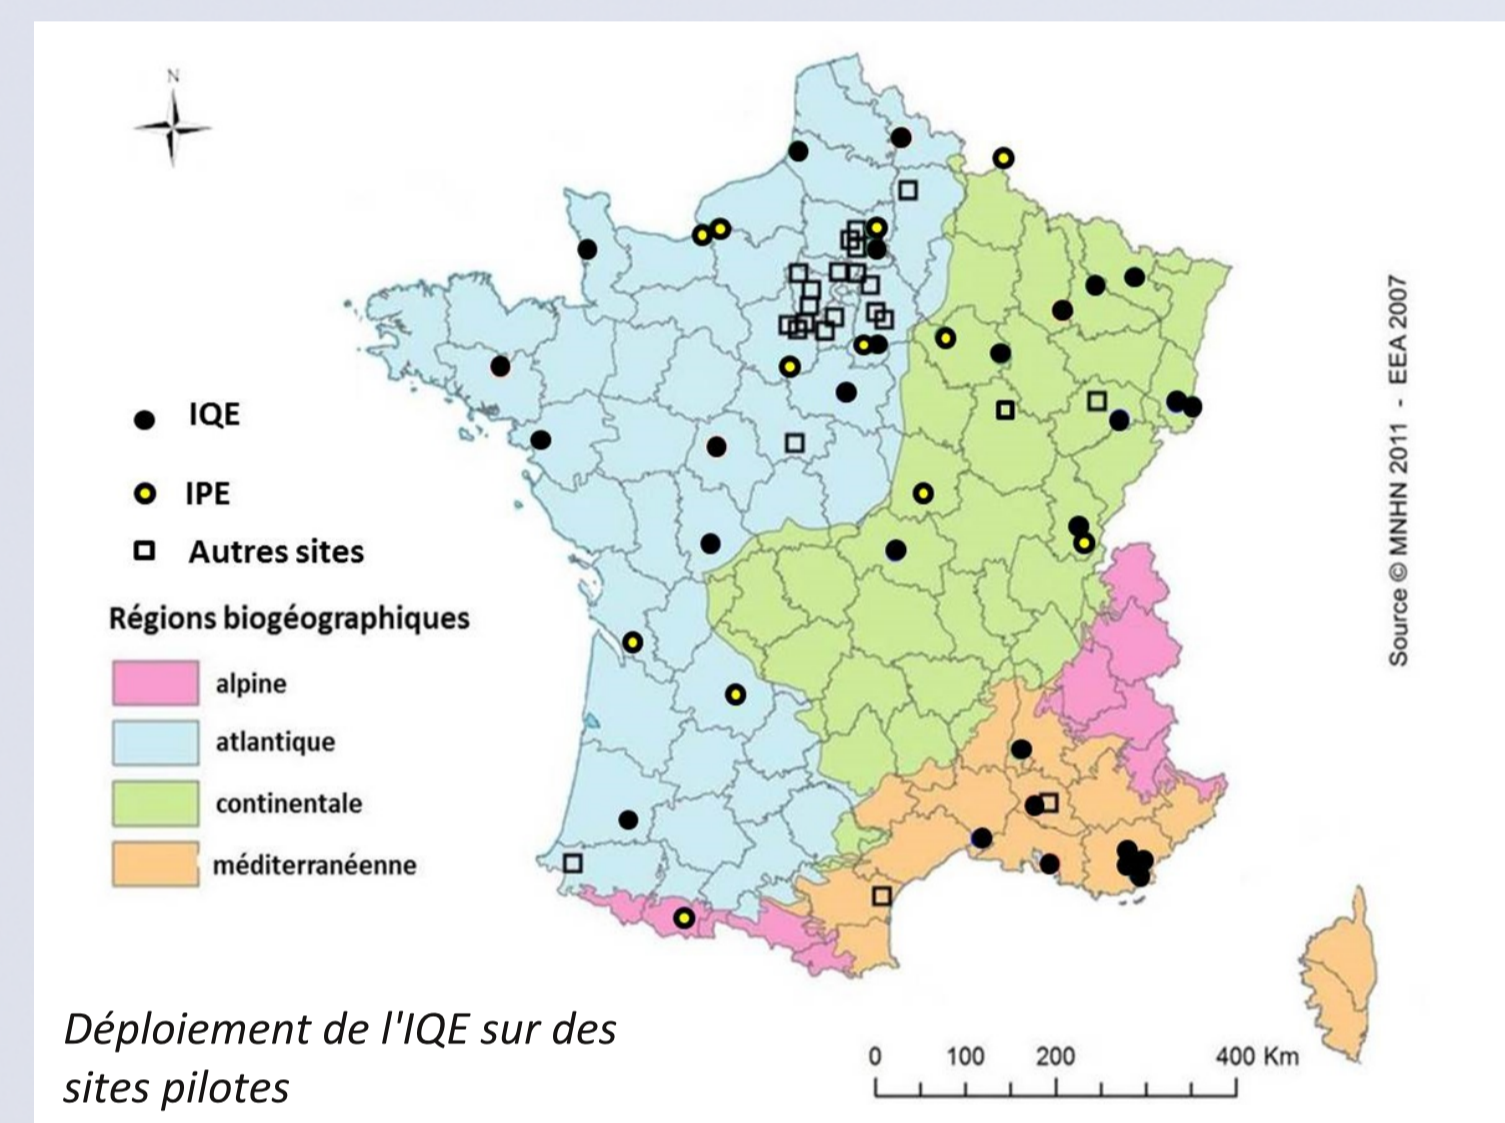 N
IQE
IPE
Autres sites
Régions biogéographiques
alpine
atlantique
continentale
méditerranéenne
Source © MNHN 2011 - EEA 2007
Déploiement de l'IQE sur des
sites pilotes
0 100 200 400 Km